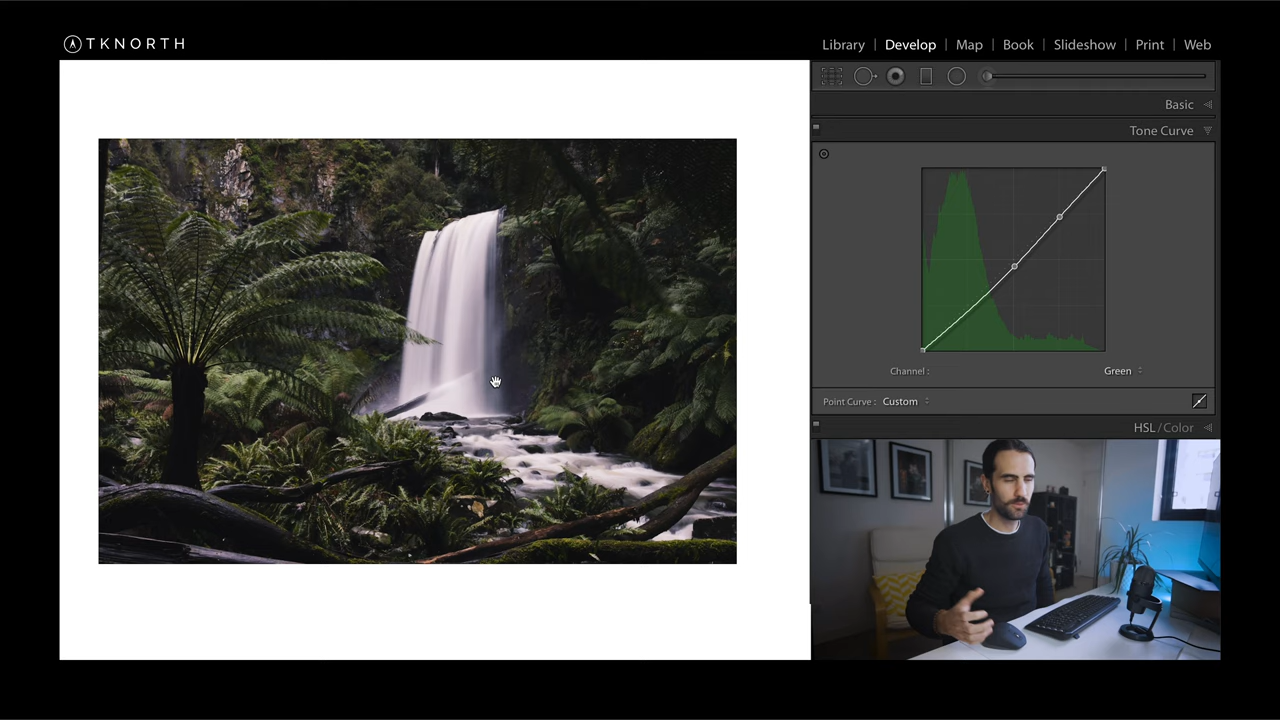 TKNORTH
Library | Develop | Map | Book | Slideshow | Print | Web
Basic
Tone Curve
Channel :
Green
Point Curve : Custom
HSL / Color